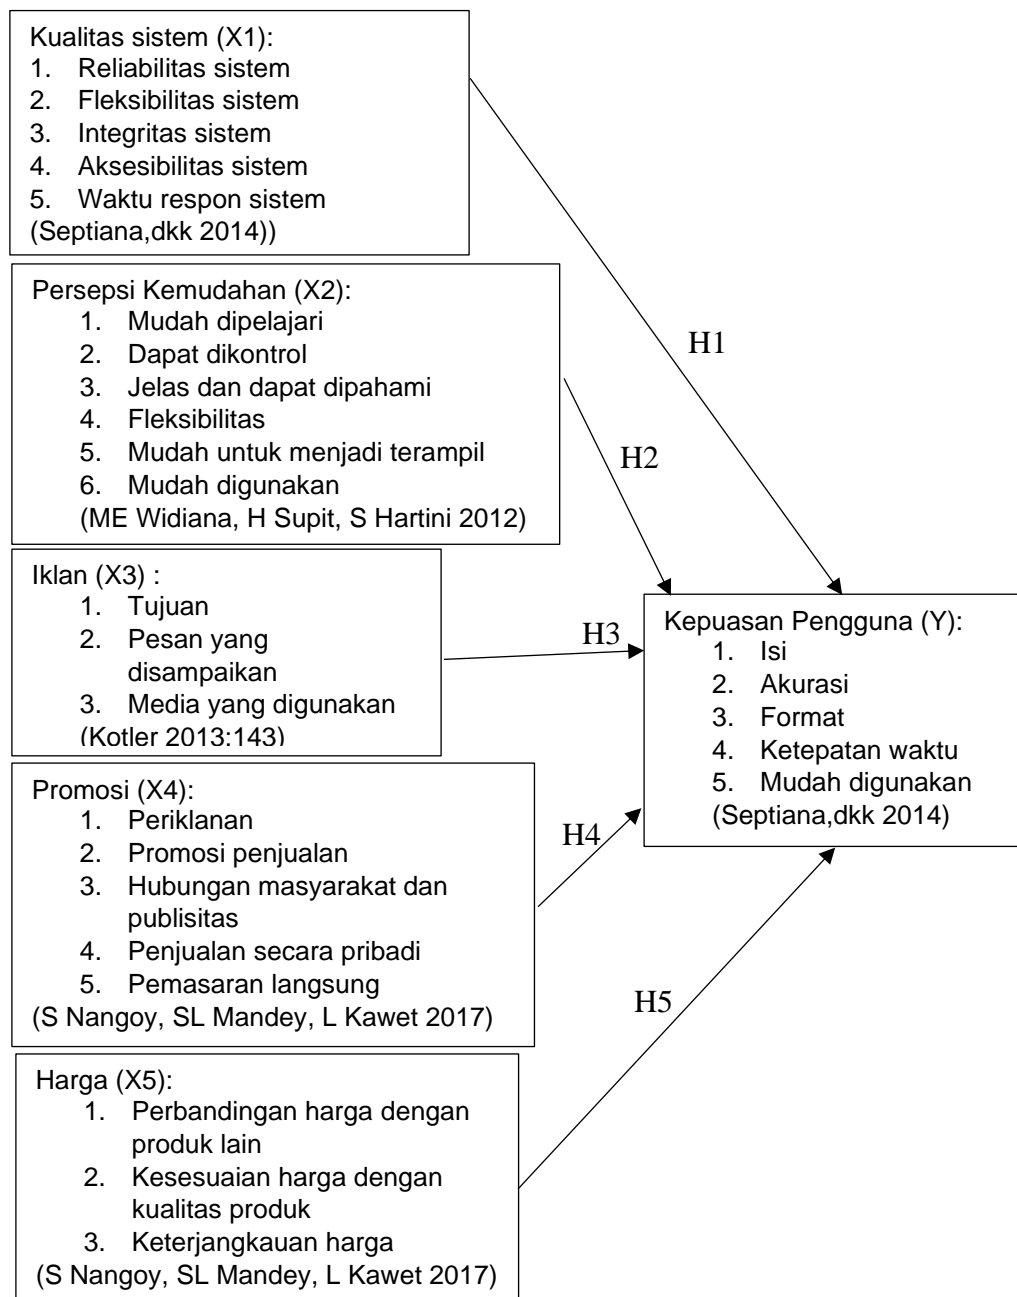 Kualitas sistem (X1):
1. Reliabilitas sistem
2. Fleksibilitas sistem
3. Integritas sistem
4. Aksesibilitas sistem
5. Waktu respon sistem
(Septiana,dkk 2014))
Persepsi Kemudahan (X2):
1. Mudah dipelajari
2. Dapat dikontrol
3. Jelas dan dapat dipahami
4. Fleksibilitas
5. Mudah untuk menjadi terampil
6. Mudah digunakan
(ME Widiana, H Supit, S Hartini 2012)
Iklan (X3) :
1. Tujuan
2. Pesan yang
disampaikan
3. Media yang digunakan
(Kotler 2013:143)
Promosi (X4):
1. Periklanan
2. Promosi penjualan
3. Hubungan masyarakat dan
publisitas
4. Penjualan secara pribadi
5. Pemasaran langsung
(S Nangoy, SL Mandey, L Kawet 2017)
Harga (X5):
1. Perbandingan harga dengan
produk lain
2. Kesesuaian harga dengan
kualitas produk
3. Keterjangkauan harga
(S Nangoy, SL Mandey, L Kawet 2017)
H1
H2
H3
H4
H5
Kepuasan Pengguna (Y):
1. Isi
2. Akurasi
3. Format
4. Ketepatan waktu
5. Mudah digunakan
(Septiana,dkk 2014)